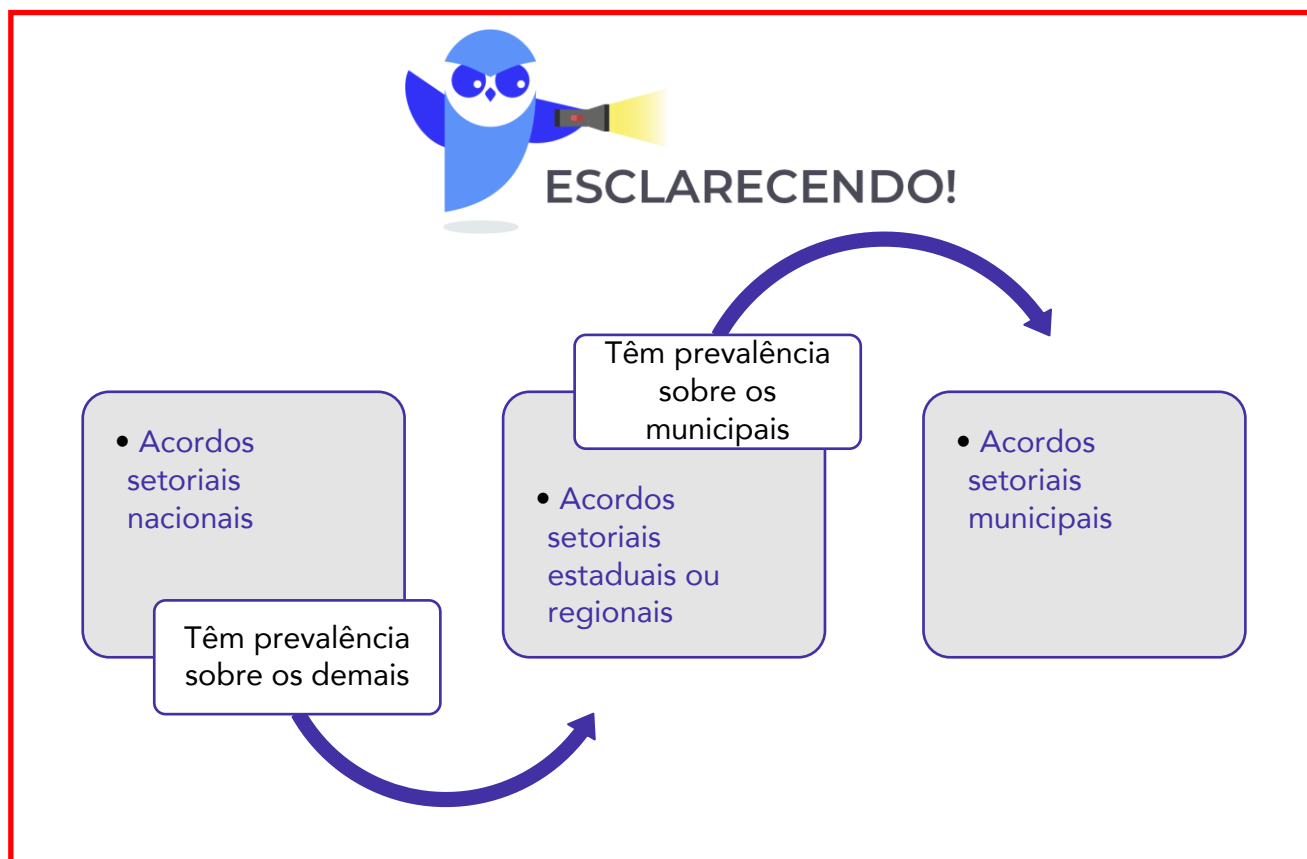 ESCLARECENDO!
• Acordos
setoriais
nacionais
Têm prevalência
sobre os demais
Têm prevalência
sobre os
municipais
• Acordos
setoriais
estaduais ou
regionais
• Acordos
setoriais
municipais